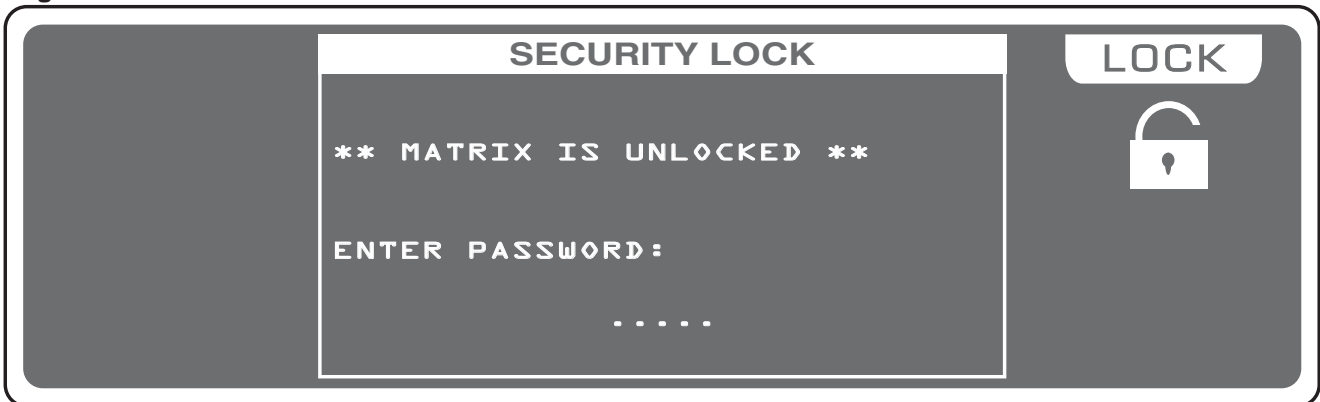 SECURITY LOCK
LOCK
** MATRIX IS UNLOCKED **
ENTER PASSWORD:
.....